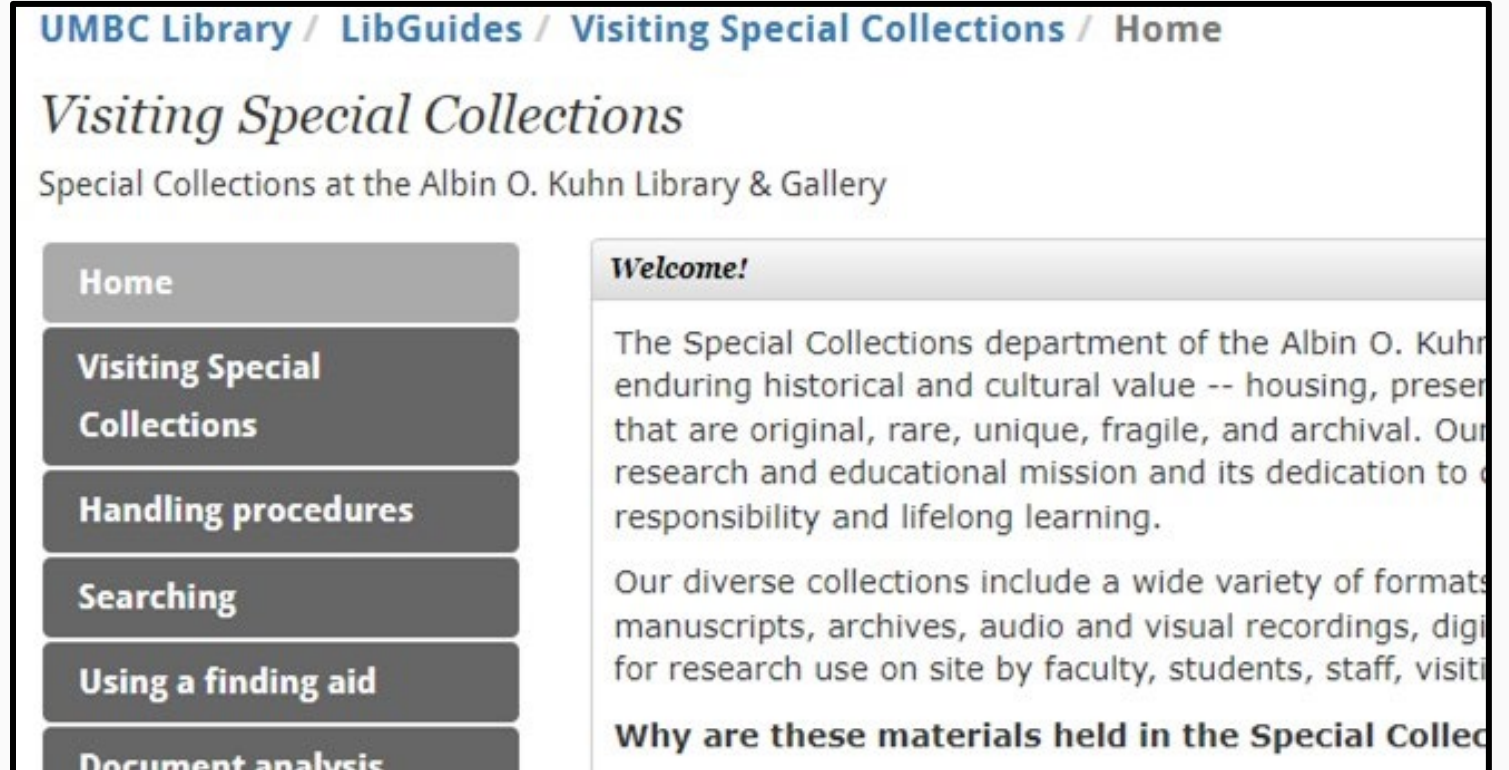 UMBC Library / LibGuides / Visiting Special Collections / Home
Visiting Special Collections
Special Collections at the Albin O. Kuhn Library & Gallery
Home
Visiting Special
Collections
Handling procedures
Searching
Using a finding aid
Document analysis
Welcome!
The Special Collections department of the Albin O. Kuhn
enduring historical and cultural value -- housing,
that are original, rare, unique, fragile, and archival. Our
research and educational mission and its dedication to
responsibility and lifelong learning.
Our diverse collections include a wide variety of formats
manuscripts, archives, audio and visual recordings,
for research use on site by faculty, students, staff,
Why are these materials held in the Special